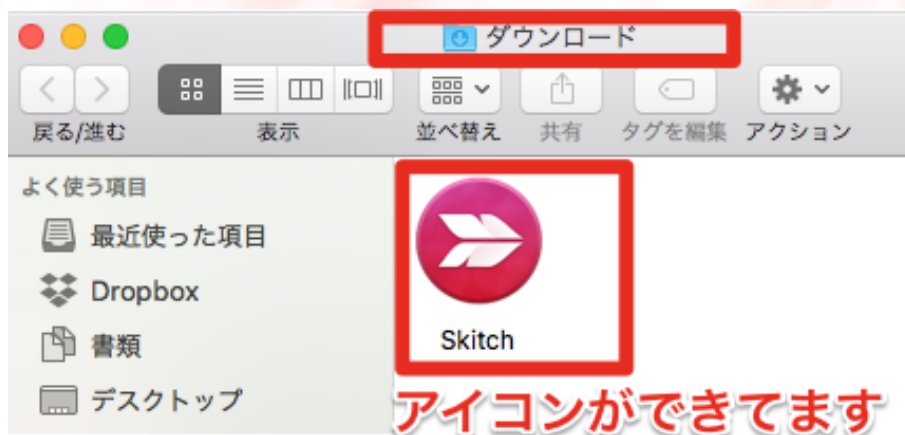 ダウンロード
戻る/進む 表示 並べ替え 共有 タグを編集 アクション
よく使う項目
最近使った項目
Dropbox
書類
デスクトップ
Skitch
アイコンができてます